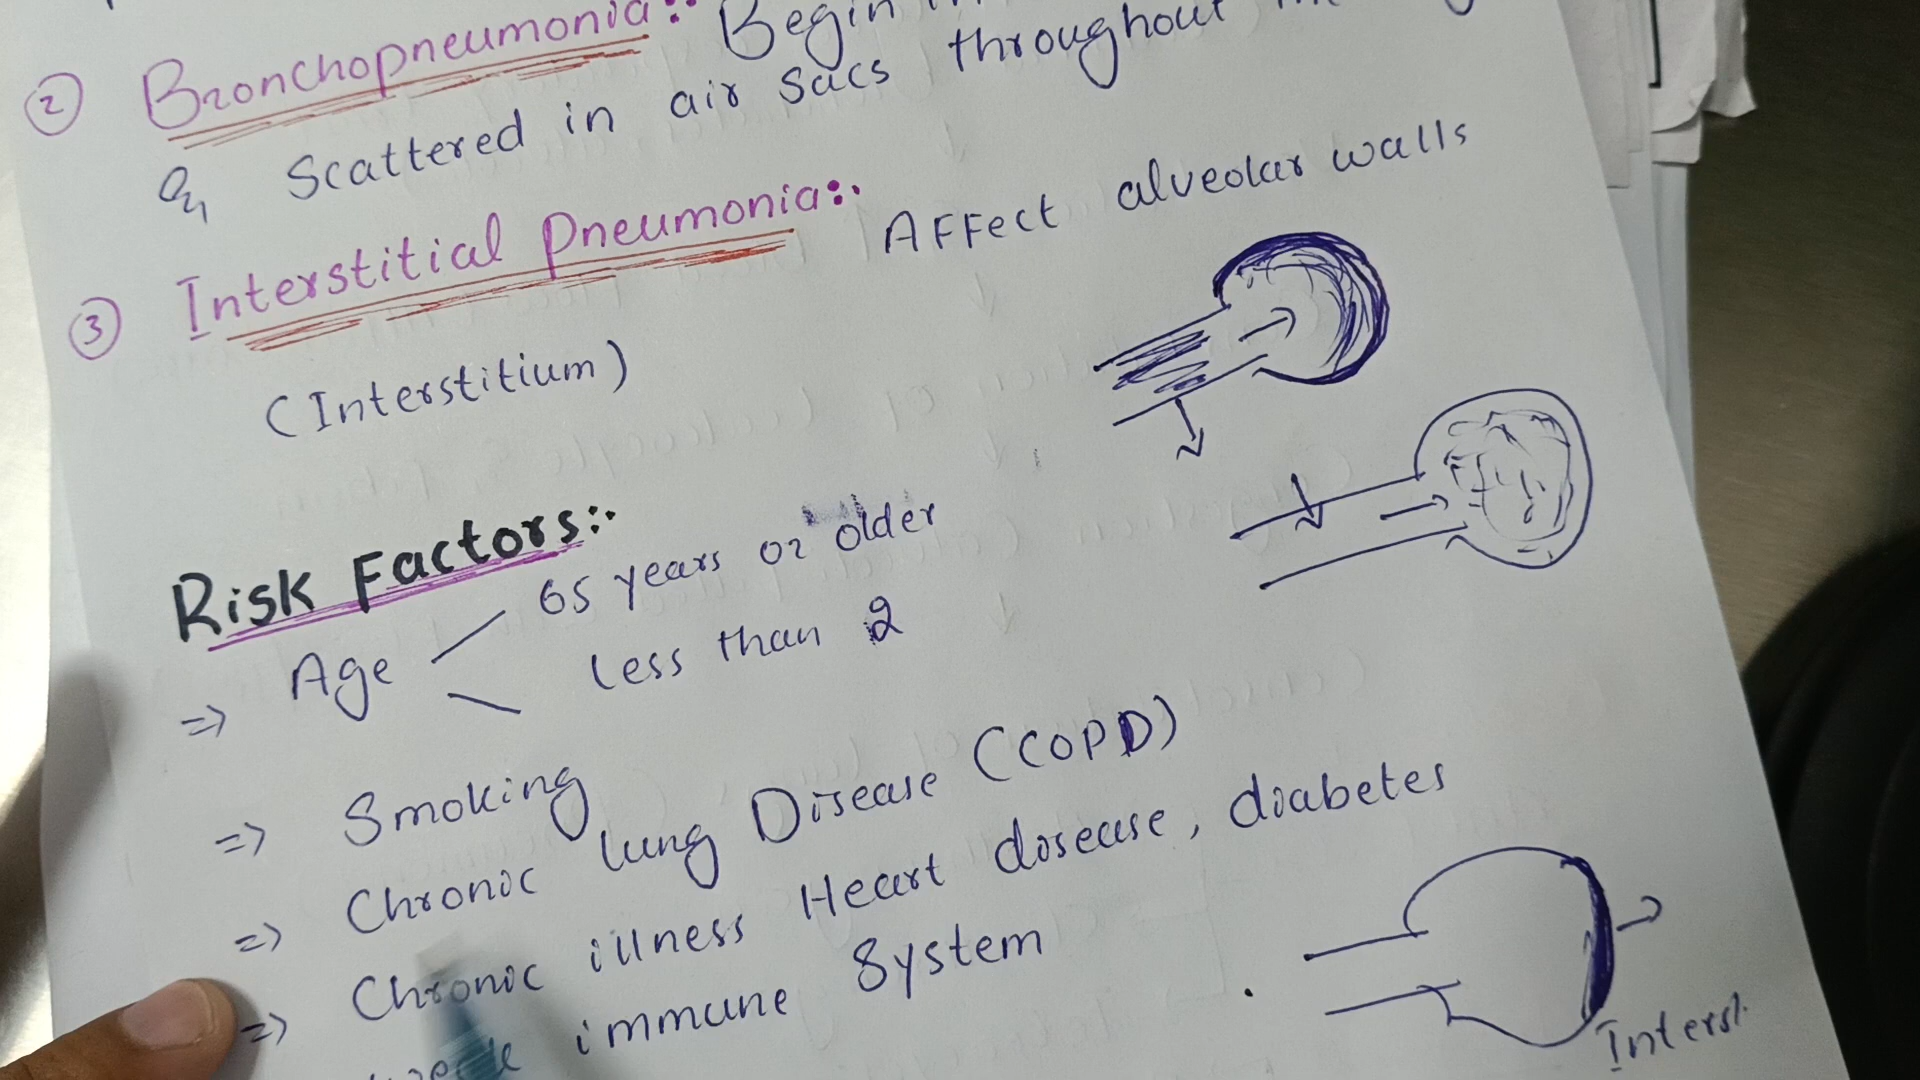 ② Bronchopneumonia:. Begin in
& Scattered in air sacs throughout
③ Interstitial Pneumonia:. Affect alveolar walls
(Interstitium)
Risk Factors:.
=> Age 65 years or older
less than 2
=> Smoking
=> Chronic lung Disease (COPD)
=> Chronic illness Heart disease, diabetes
immune System
Interst.